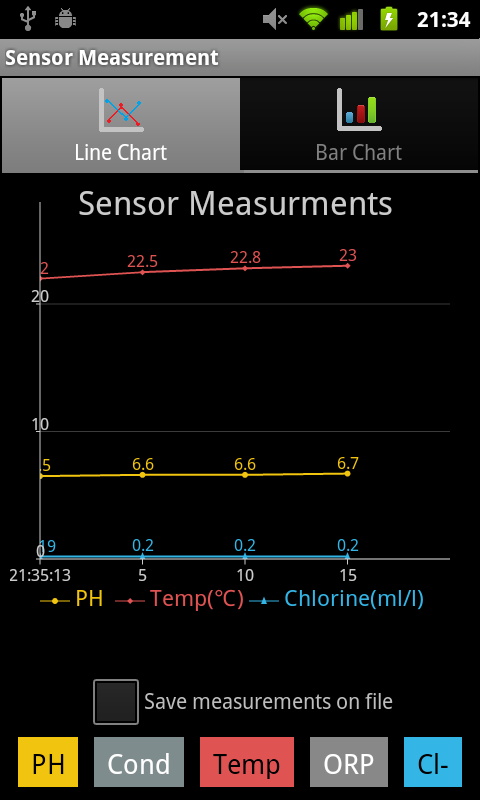 21:34
Sensor Measurement
Line Chart Bar Chart
Sensor Measurments
2 22.5 22.8 23
20
10
.5 6.6 6.6 6.7
19 0.2 0.2 0.2
0
21:35:13 5 10 15
PH Temp(°C) Chlorine(ml/l)
Save measurements on file
PH Cond Temp ORP Cl-